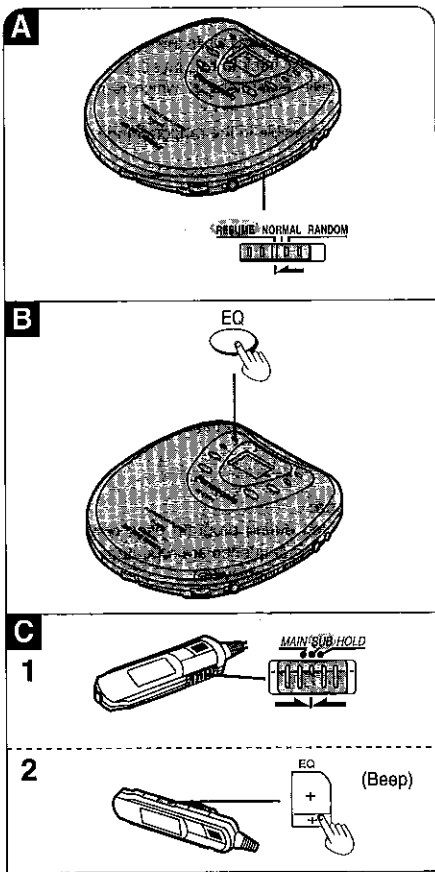 A
RESUME NORMAL RANDOM
B
EQ
C
1
MAIN SUB HOLD
2
EQ
(Beep)
+
+